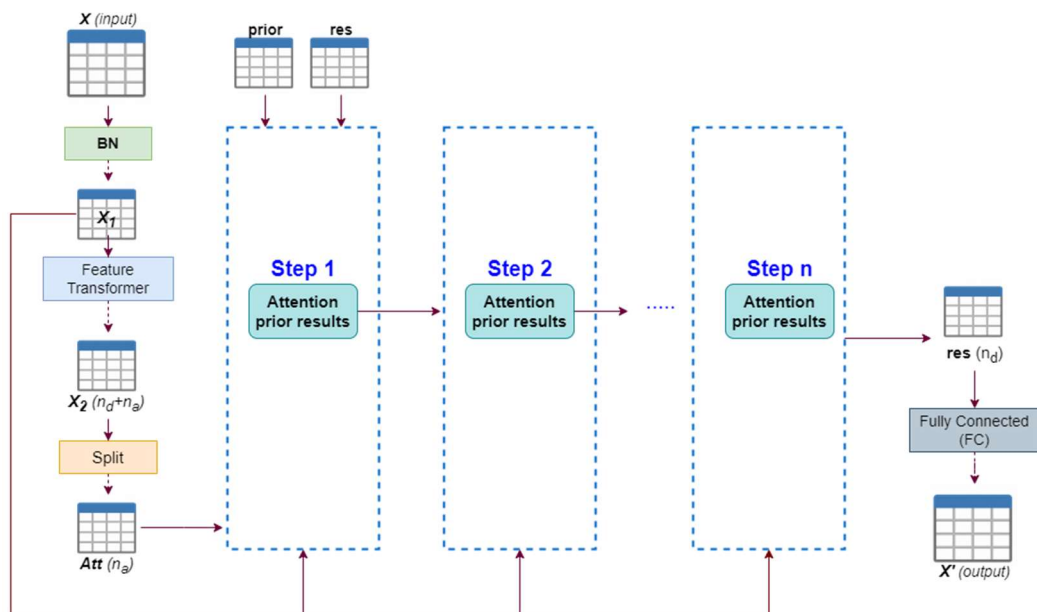 X (input)
BN
X1
Feature
Transformer
X2 (nd+na)
Split
Att (na)
prior
res
Step 1
Attention
prior results
Step 2
Attention
prior results
.....
Step n
Attention
prior results
res (nd)
Fully Connected
(FC)
X' (output)